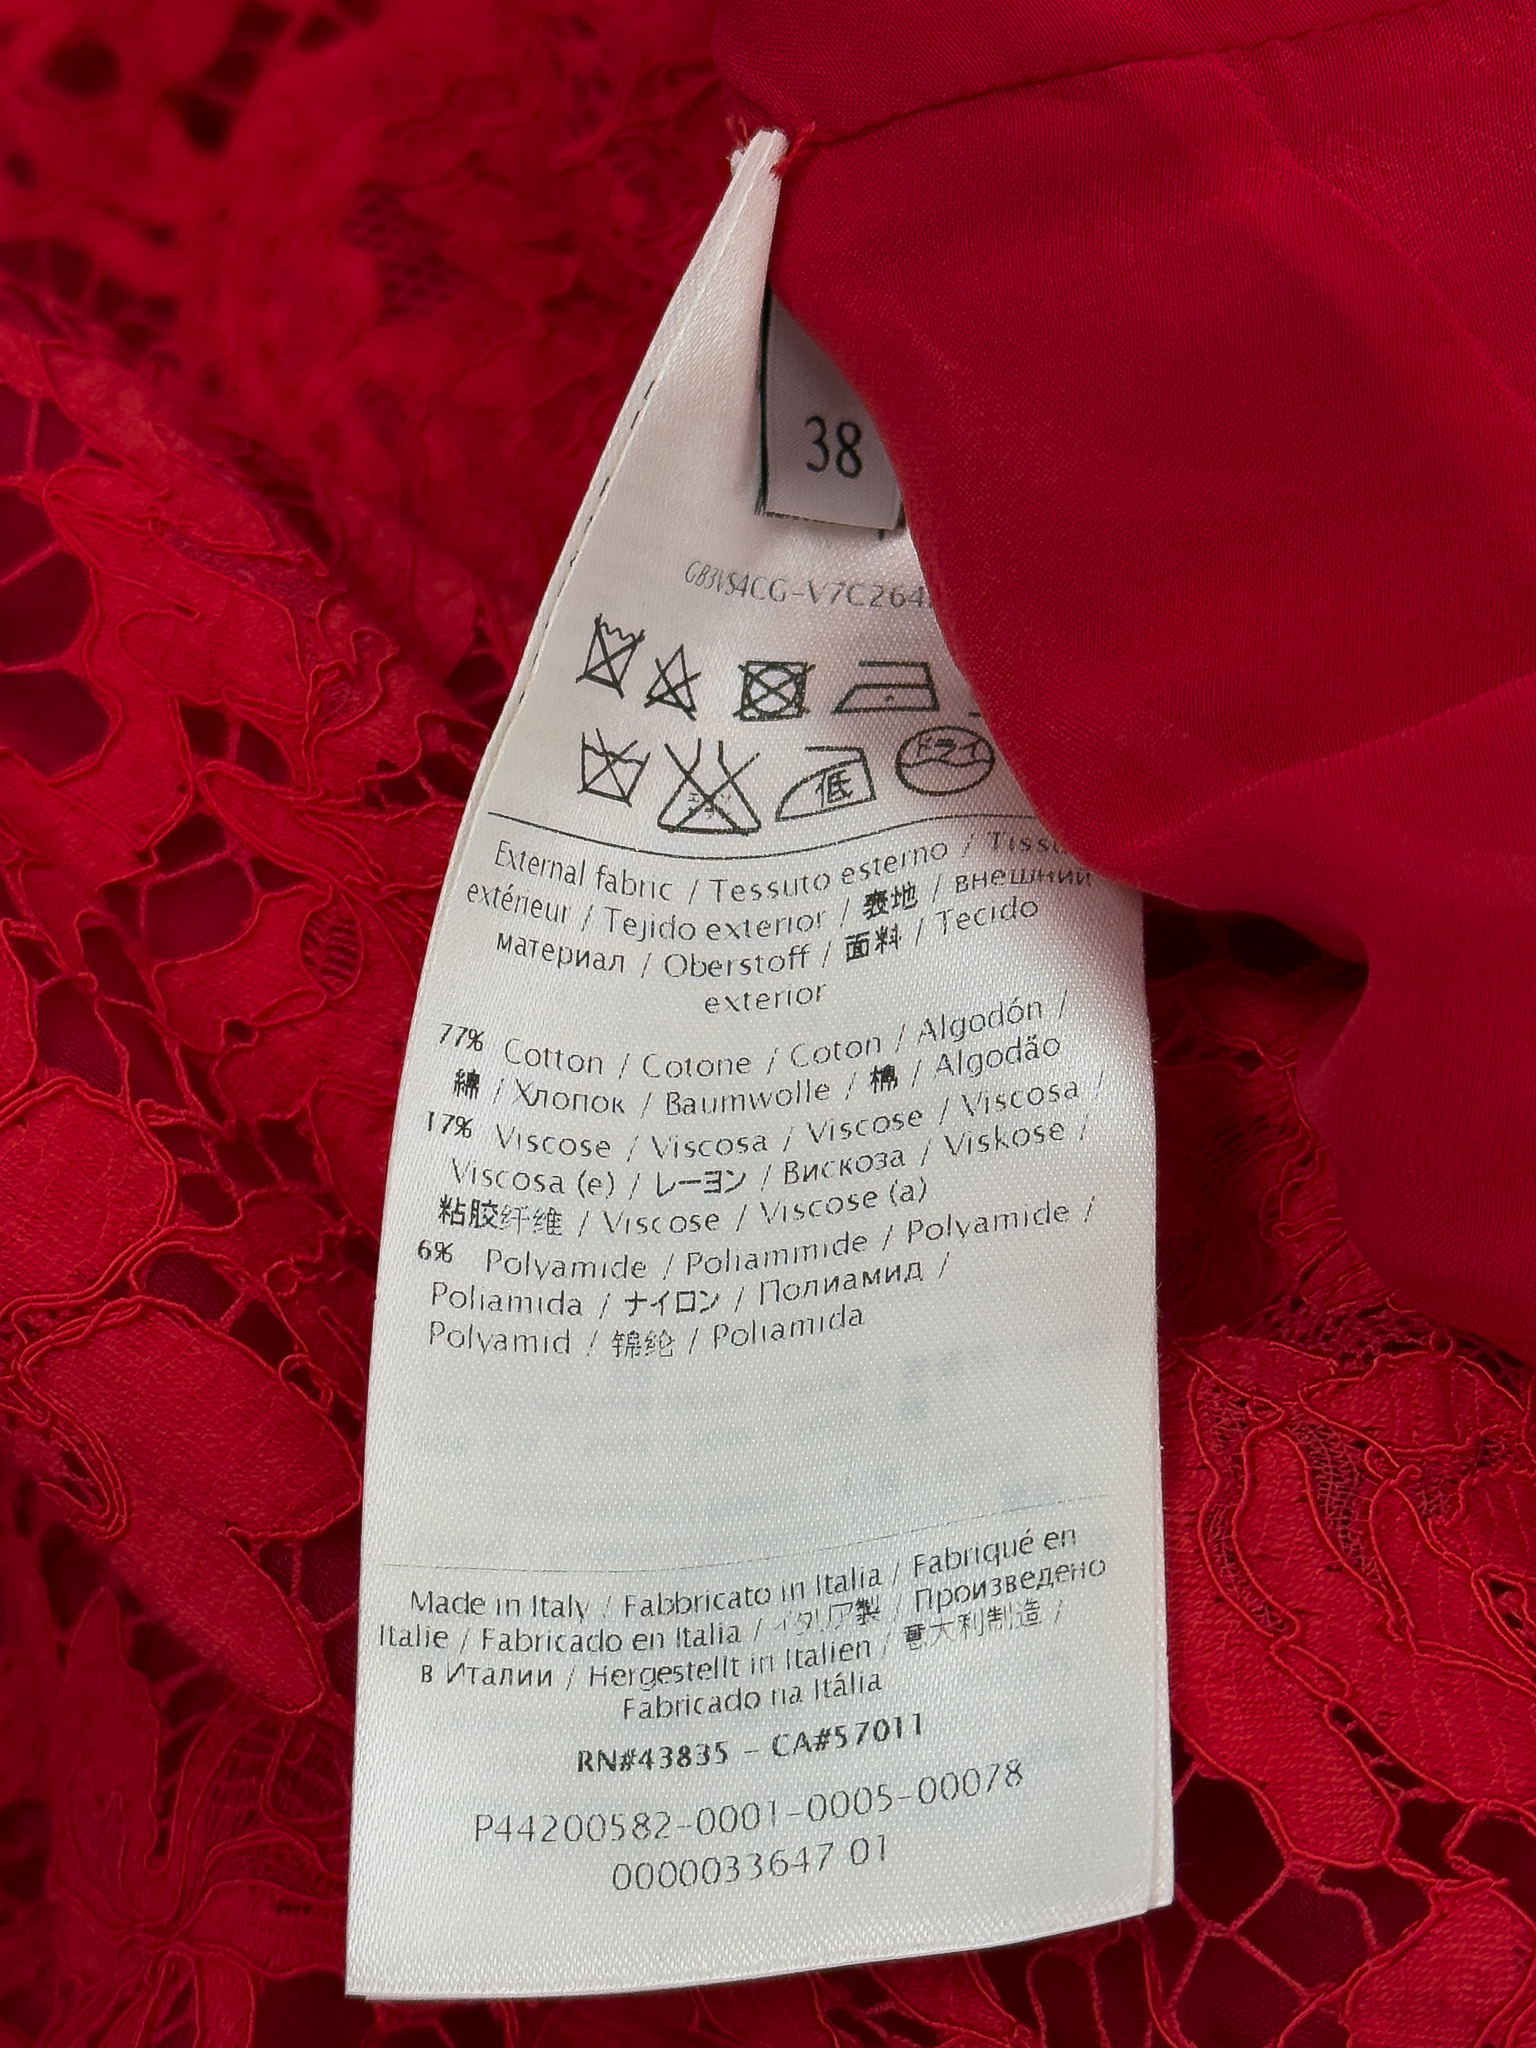 38
GB3VS4CG-V7C264
ドライ
低
External fabric / Tessuto esterno /
extérieur / Tejido exterior / 表地 / внешний
материал / Oberstoff / 面料 / Tecido
exterior
77% Cotton / Cotone / Coton / Algodón /
綿 / Хлопок / Baumwolle / 棉 / Algodão
17% Viscose / Viscosa / Viscose / Viscosa /
Viscosa (e) / レーヨン / Вискоза / Viskose /
粘胶纤维 / Viscose / Viscose (a)
6% Polyamide / Poliammide / Polyamide /
Poliamida / ナイロン / Полиамид /
Polyamid / 锦纶 / Poliamida
Made in Italy / Fabbricato in Italia / Fabriqué en
Italie / Fabricado en Italia / イタリア製 / Произведено
в Италии / Hergestellt in Italien / 意大利制造 /
Fabricado na Itália
RN#43835 - CA#57011
P44200582-0001-0005-00078
0000033647 01